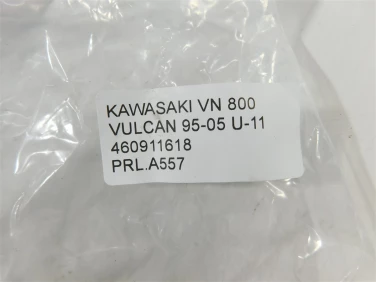 KAWASAKI VN 800
VULCAN 95-05 U-11
460911618
PRL.A557